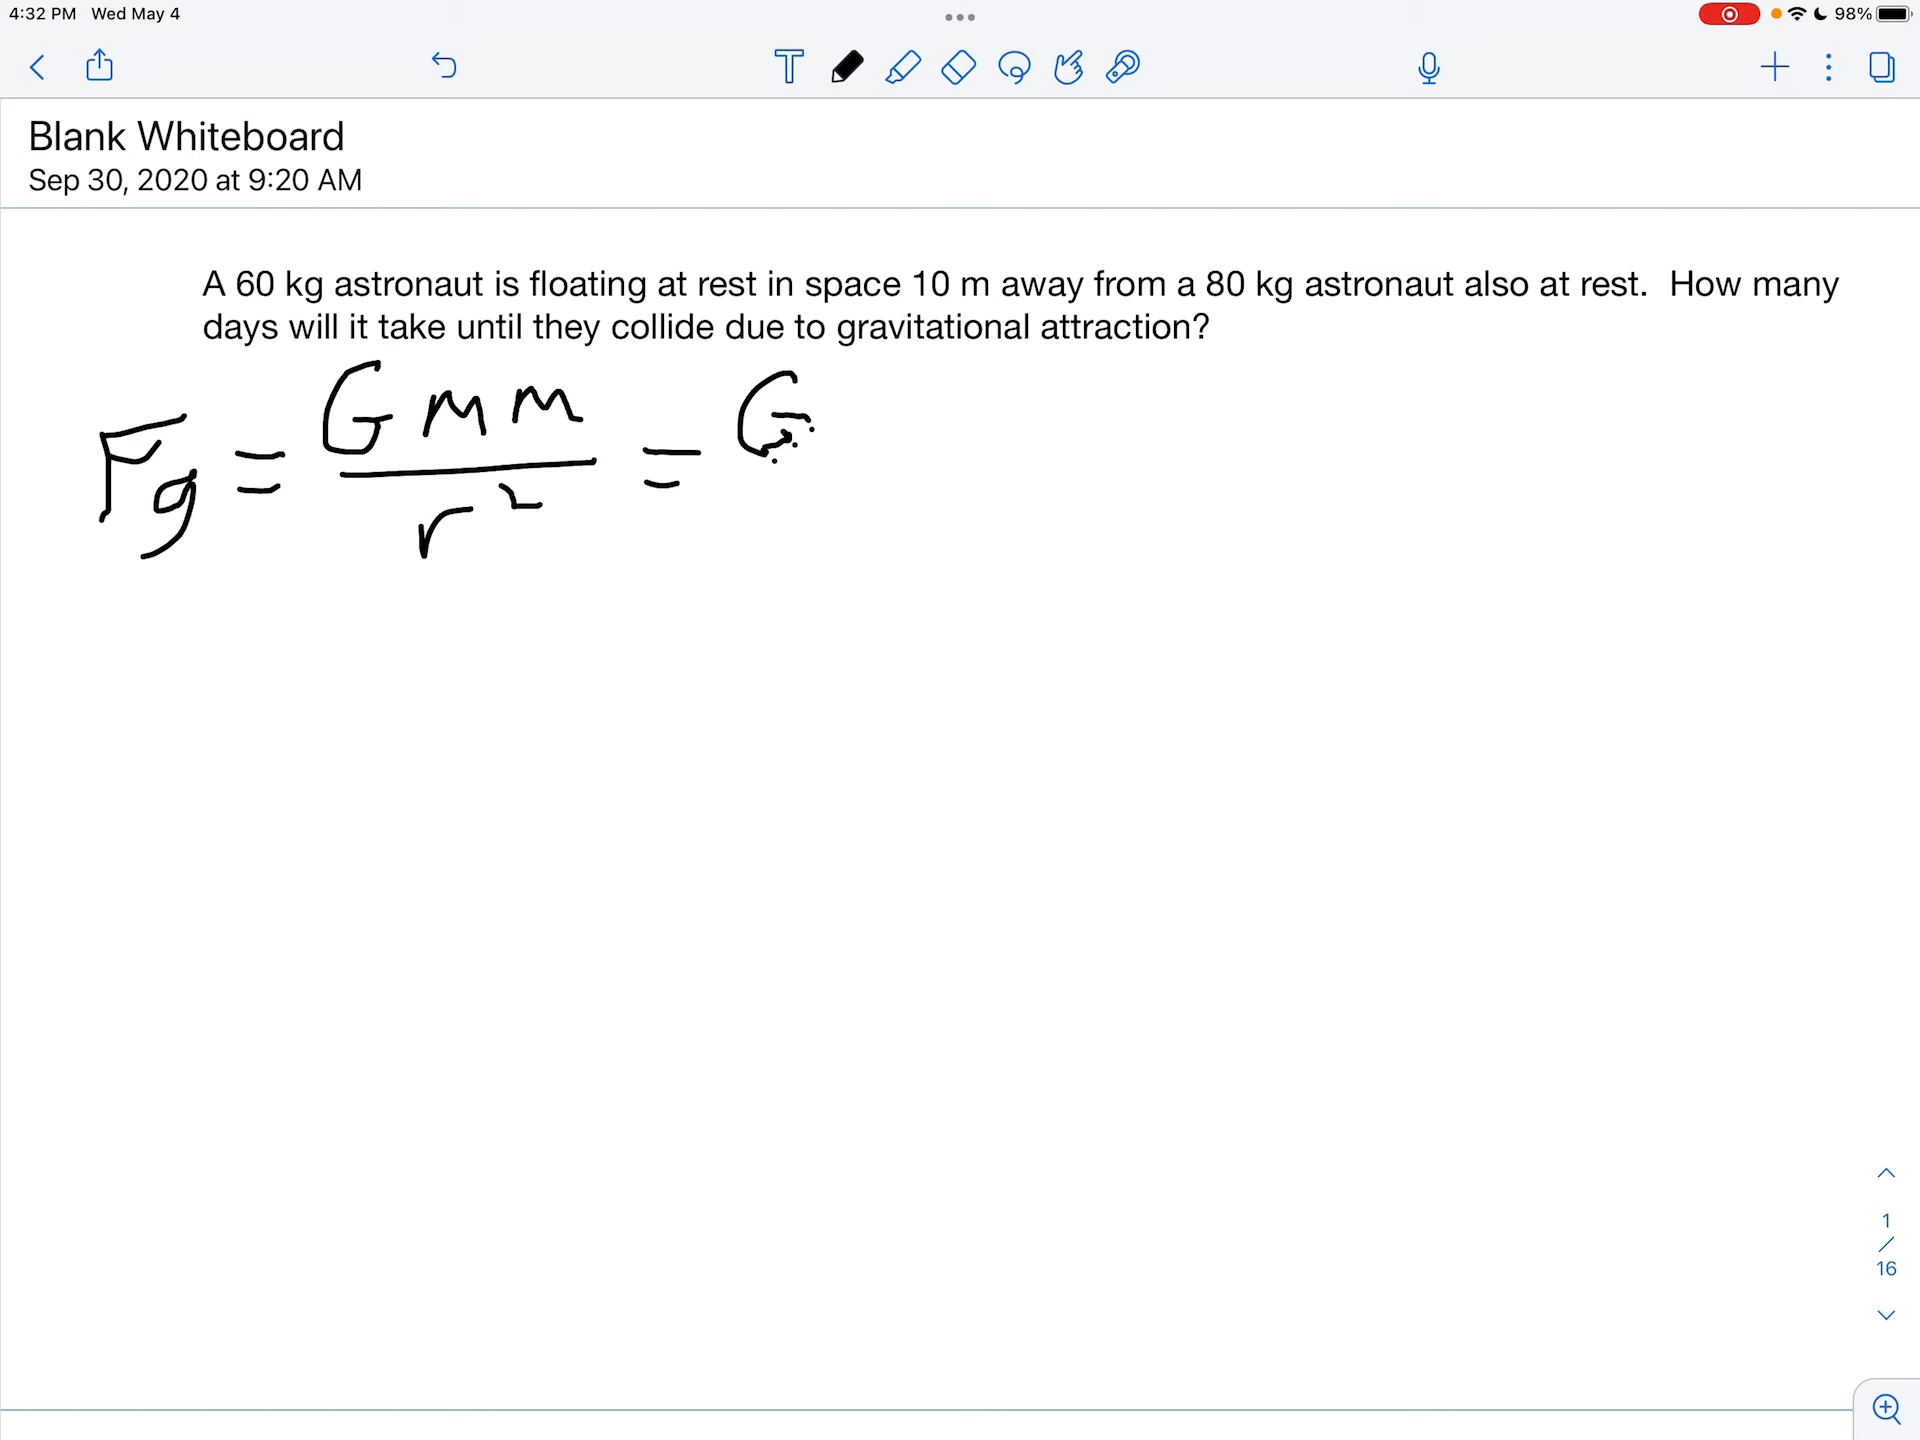 4:32 PM Wed May 4
98%
Blank Whiteboard
Sep 30, 2020 at 9:20 AM
A 60 kg astronaut is floating at rest in space 10 m away from a 80 kg astronaut also at rest. How many
days will it take until they collide due to gravitational attraction?
Fg = G m m / r² = G
1
/
16